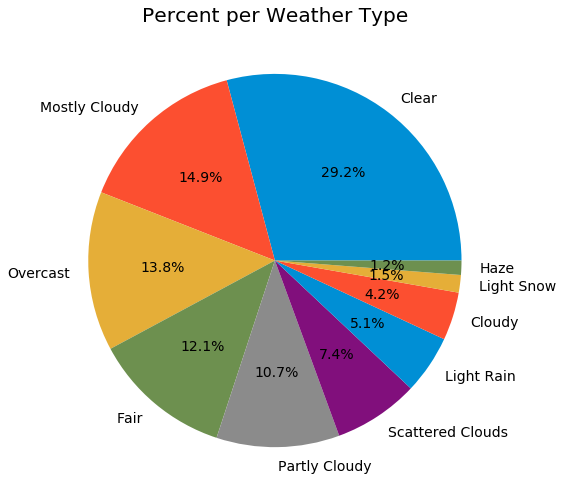 Percent per Weather Type
Clear
29.2%
Mostly Cloudy
14.9%
Overcast
13.8%
Fair
12.1%
Partly Cloudy
10.7%
Scattered Clouds
7.4%
Light Rain
5.1%
Cloudy
4.2%
Light Snow
1.5%
Haze
1.2%